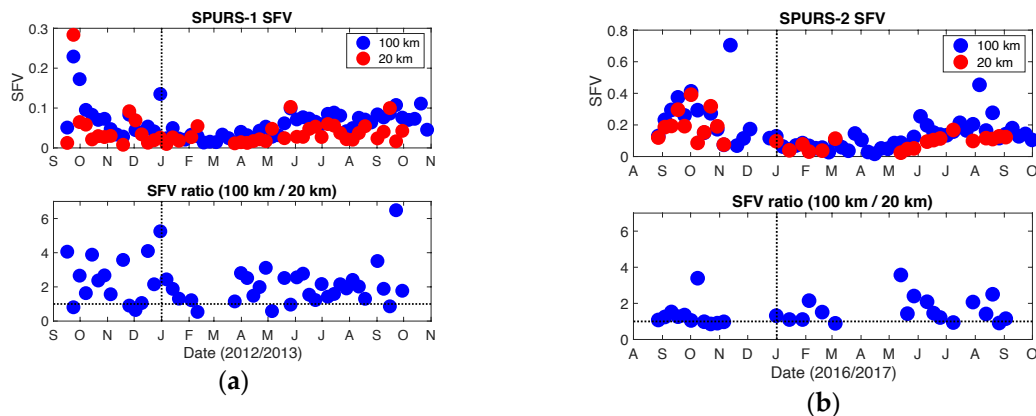 SPURS-1 SFV
0.3
0.2
0.1
0
SFV
100 km
20 km
S O N D J F M A M J J A S O N
SFV ratio (100 km / 20 km)
6
4
2
0
S O N D J F M A M J J A S O N
Date (2012/2013)
(a)
SPURS-2 SFV
0.8
0.6
0.4
0.2
0
SFV
100 km
20 km
A S O N D J F M A M J J A S O
SFV ratio (100 km / 20 km)
6
4
2
0
A S O N D J F M A M J J A S O
Date (2016/2017)
(b)